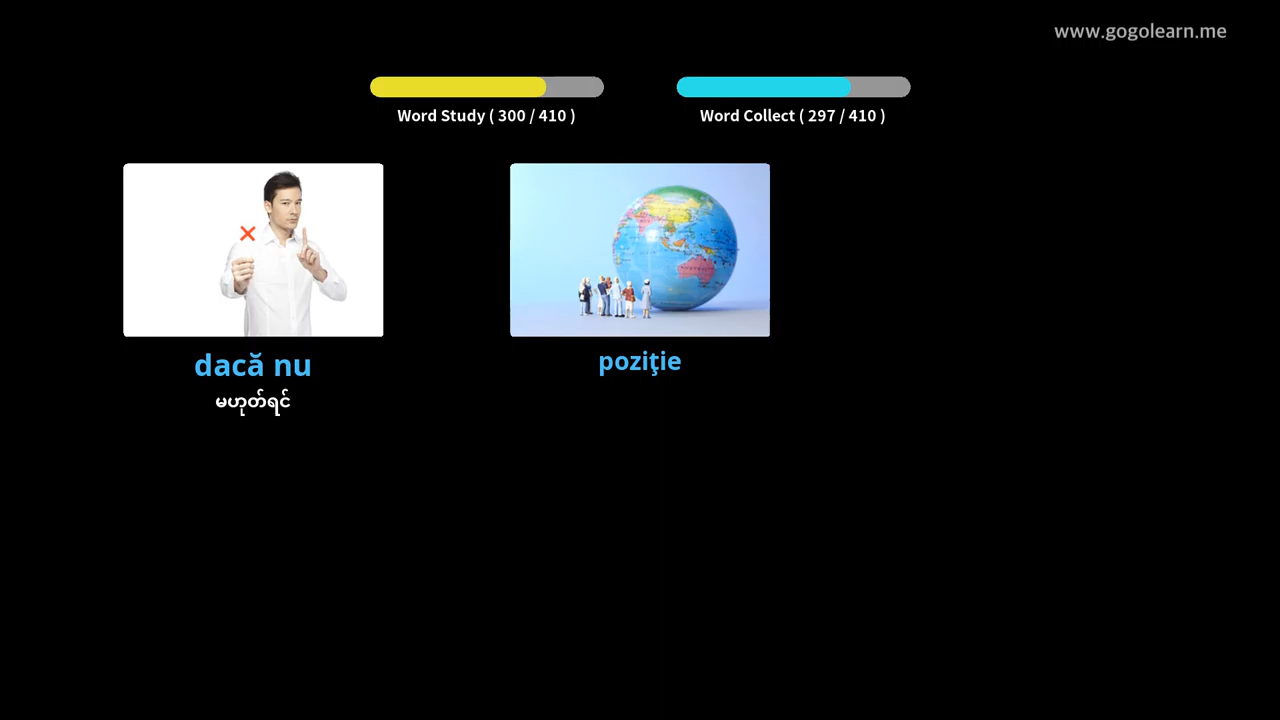 www.gogolearn.me
Word Study ( 300 / 410 )
Word Collect ( 297 / 410 )
dacă nu
မဟုတ်ရင်
poziţie